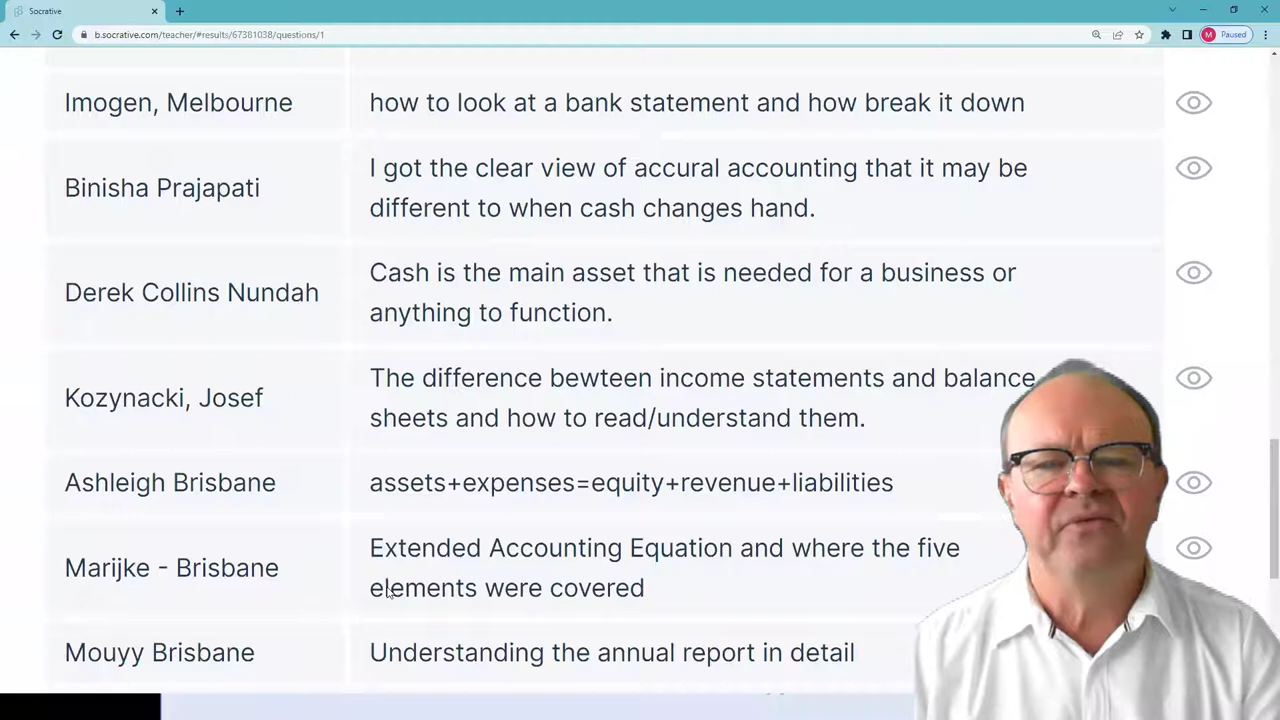 Socrative
b.socrative.com/teacher/#results/67381038/questions/1
M Paused
Imogen, Melbourne
how to look at a bank statement and how break it down
Binisha Prajapati
I got the clear view of accural accounting that it may be
different to when cash changes hand.
Derek Collins Nundah
Cash is the main asset that is needed for a business or
anything to function.
Kozynacki, Josef
The difference bewteen income statements and balance
sheets and how to read/understand them.
Ashleigh Brisbane
assets+expenses=equity+revenue+liabilities
Marijke - Brisbane
Extended Accounting Equation and where the five
elements were covered
Mouyy Brisbane
Understanding the annual report in detail